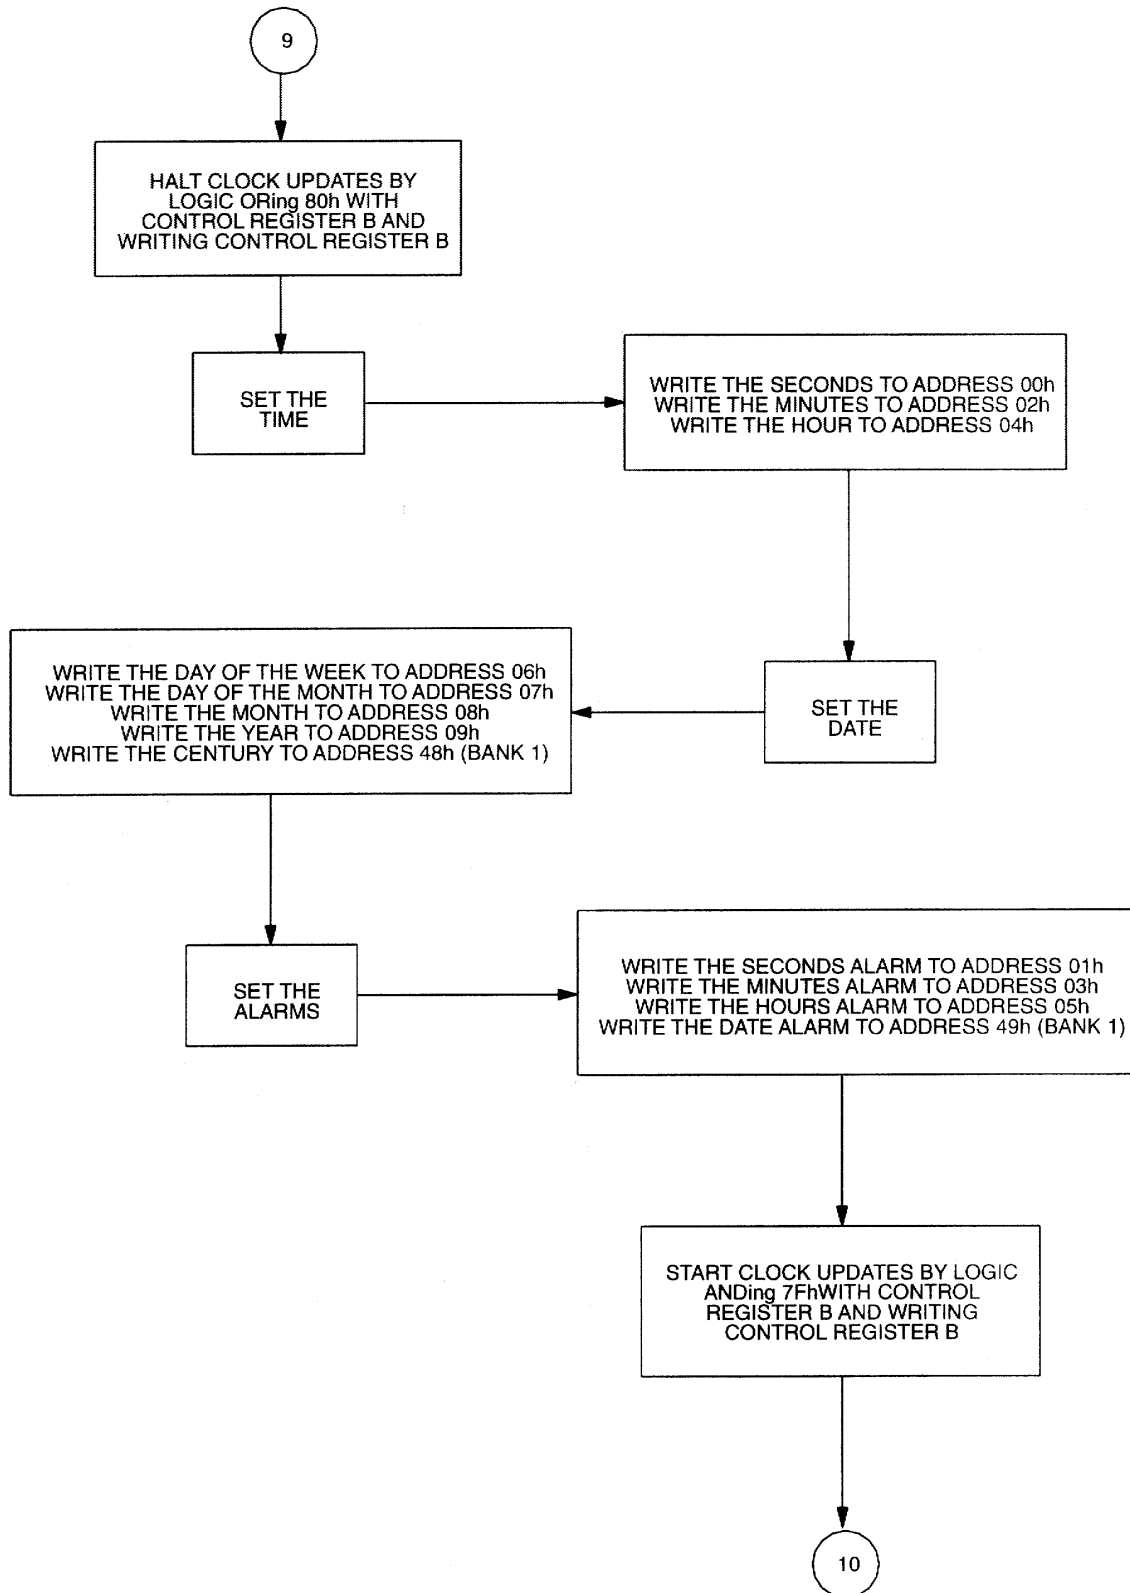 9
HALT CLOCK UPDATES BY
LOGIC ORing 80h WITH
CONTROL REGISTER B AND
WRITING CONTROL REGISTER B
SET THE
TIME
WRITE THE SECONDS TO ADDRESS 00h
WRITE THE MINUTES TO ADDRESS 02h
WRITE THE HOUR TO ADDRESS 04h
SET THE
DATE
WRITE THE DAY OF THE WEEK TO ADDRESS 06h
WRITE THE DAY OF THE MONTH TO ADDRESS 07h
WRITE THE MONTH TO ADDRESS 08h
WRITE THE YEAR TO ADDRESS 09h
WRITE THE CENTURY TO ADDRESS 48h (BANK 1)
SET THE
ALARMS
WRITE THE SECONDS ALARM TO ADDRESS 01h
WRITE THE MINUTES ALARM TO ADDRESS 03h
WRITE THE HOURS ALARM TO ADDRESS 05h
WRITE THE DATE ALARM TO ADDRESS 49h (BANK 1)
START CLOCK UPDATES BY LOGIC
ANDing 7FhWITH CONTROL
REGISTER B AND WRITING
CONTROL REGISTER B
10